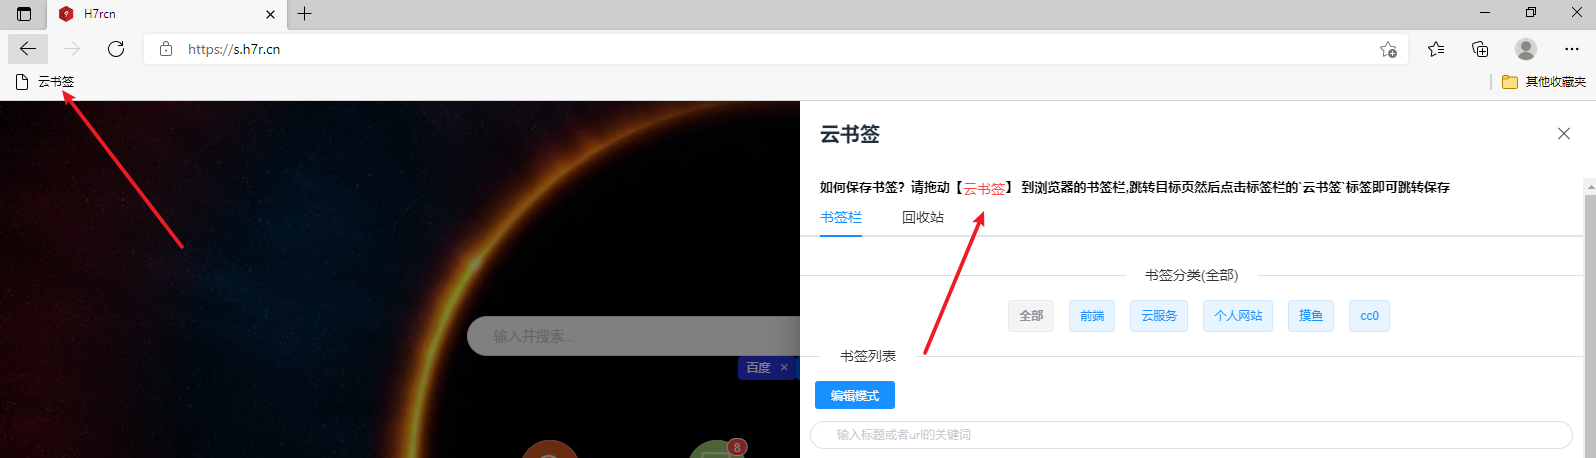 H7rcn
https://s.h7r.cn
云书签
其他收藏夹
云书签
如何保存书签？请拖动【云书签】 到浏览器的书签栏,跳转目标页然后点击标签栏的`云书签`标签即可跳转保存
书签栏 回收站
书签分类(全部)
全部 前端 云服务 个人网站 摸鱼 cc0
输入并搜索...
百度
书签列表
编辑模式
输入标题或者url的关键词
8